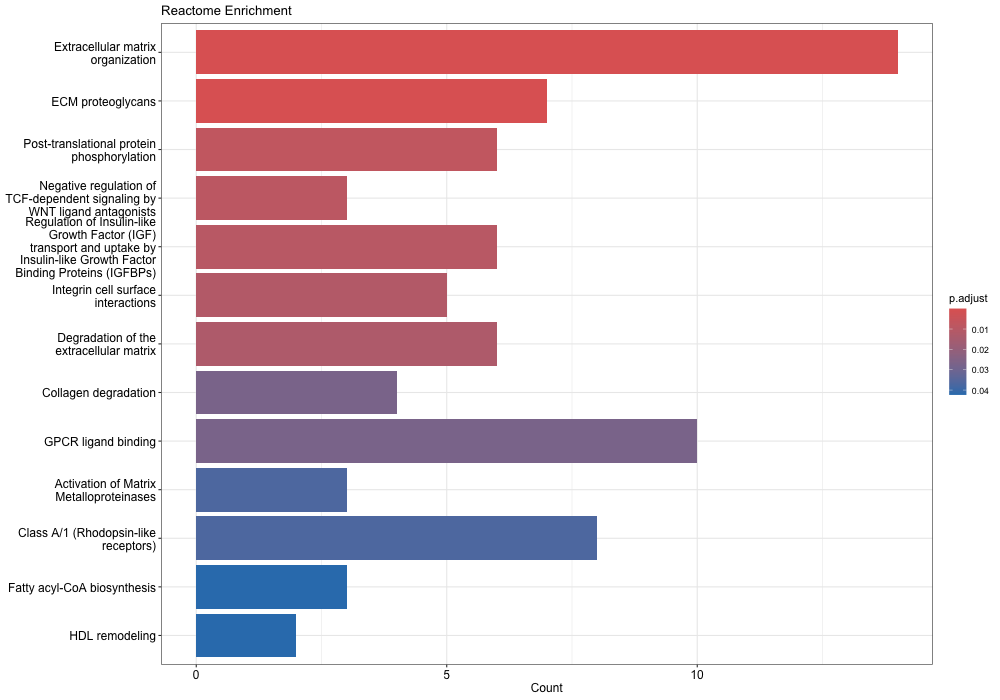 Reactome Enrichment
Extracellular matrix
organization
ECM proteoglycans
Post-translational protein
phosphorylation
Negative regulation of
TCF-dependent signaling by
WNT ligand antagonists
Regulation of Insulin-like
Growth Factor (IGF)
transport and uptake by
Insulin-like Growth Factor
Binding Proteins (IGFBPs)
Integrin cell surface
interactions
Degradation of the
extracellular matrix
Collagen degradation
GPCR ligand binding
Activation of Matrix
Metalloproteinases
Class A/1 (Rhodopsin-like
receptors)
Fatty acyl-CoA biosynthesis
HDL remodeling
0 5 10
Count
p.adjust
0.01
0.02
0.03
0.04